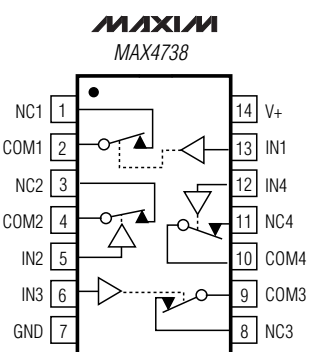 MAXIM
MAX4738
NC1 1 14 V+
COM1 2 13 IN1
NC2 3 12 IN4
COM2 4 11 NC4
IN2 5 10 COM4
IN3 6 9 COM3
GND 7 8 NC3